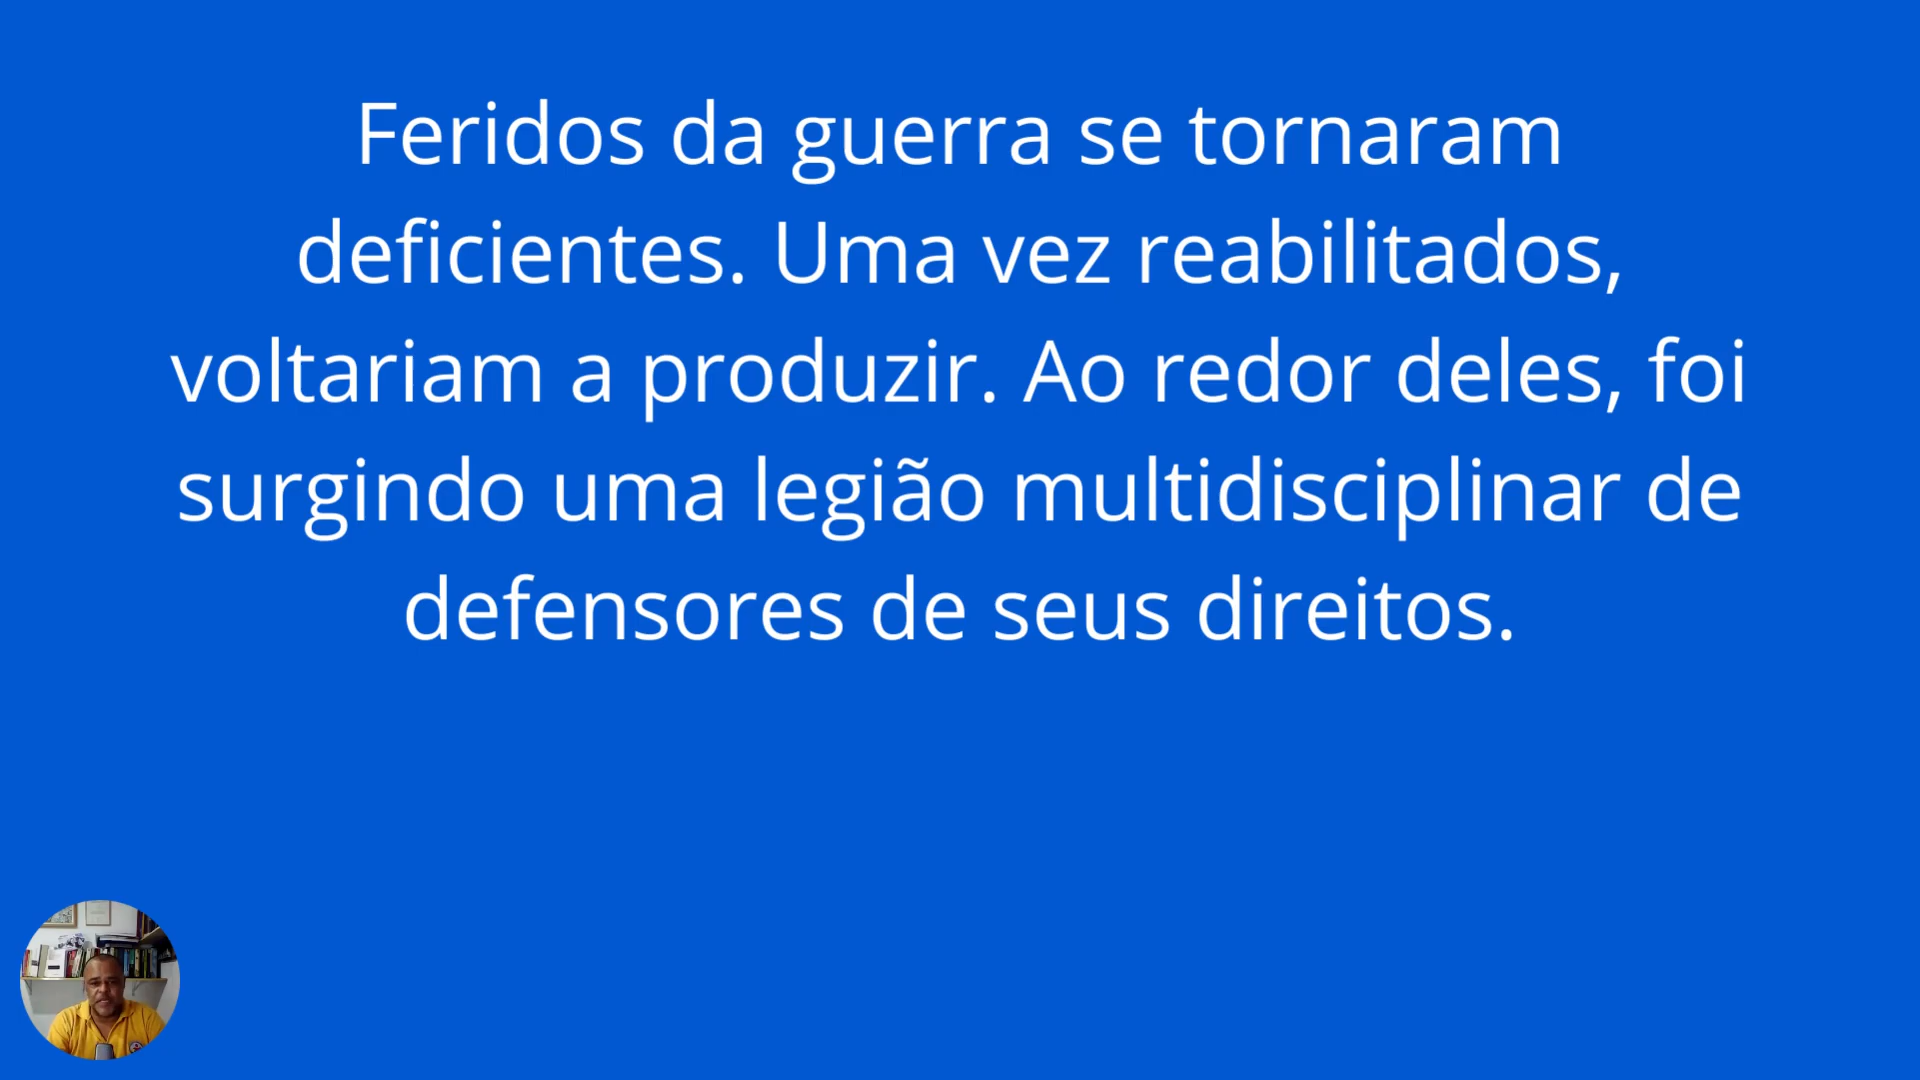 Feridos da guerra se tornaram
deficientes. Uma vez reabilitados,
voltariam a produzir. Ao redor deles, foi
surgindo uma legião multidisciplinar de
defensores de seus direitos.